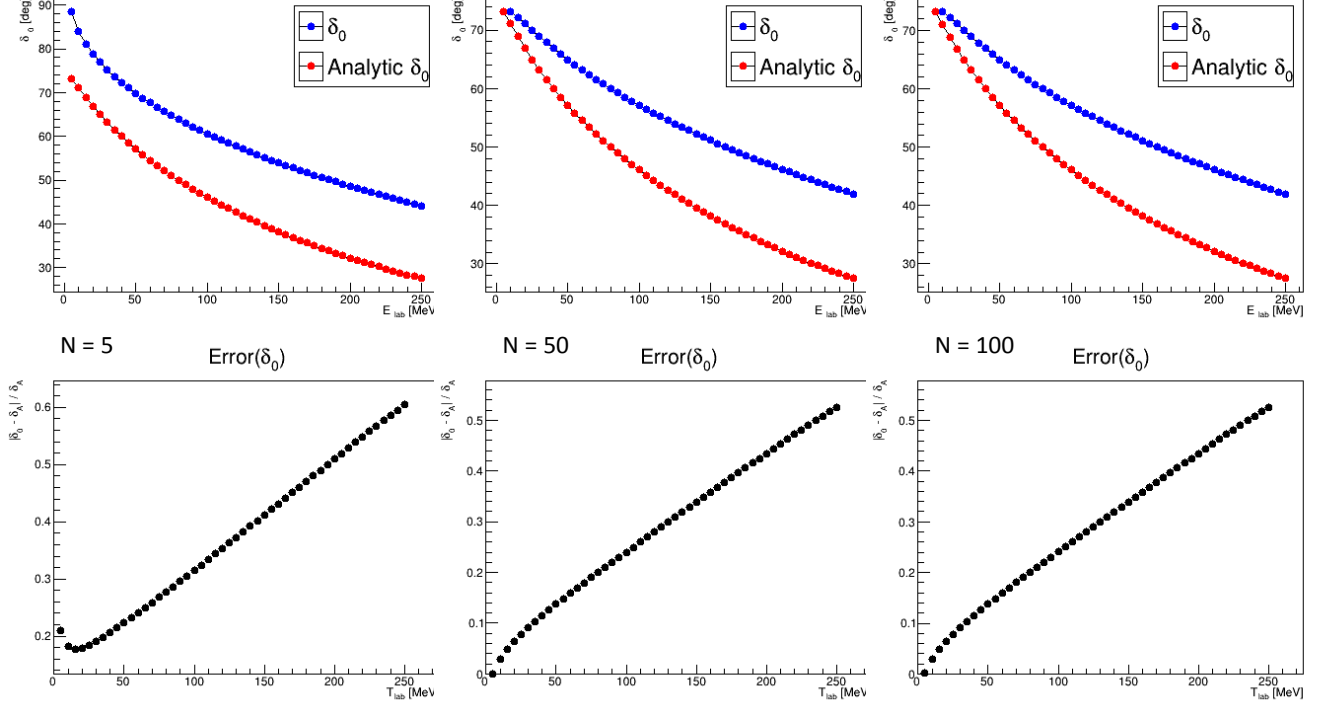 δ₀ [deg
δ₀
Analytic δ₀
90
80
70
60
50
40
30
0 50 100 150 200 250
E lab [MeV]
δ₀ [deg
δ₀
Analytic δ₀
70
60
50
40
30
0 50 100 150 200 250
E lab [MeV]
δ₀ [deg
δ₀
Analytic δ₀
70
60
50
40
30
0 50 100 150 200 250
E lab [MeV]
N = 5
Error(δ₀)
|δ₀ - δA| / δA
0.6
0.5
0.4
0.3
0.2
0 50 100 150 200 250
Tlab [MeV]
N = 50
Error(δ₀)
|δ₀ - δA| / δA
0.5
0.4
0.3
0.2
0.1
0
0 50 100 150 200 250
Tlab [MeV]
N = 100
Error(δ₀)
|δ₀ - δA| / δA
0.5
0.4
0.3
0.2
0.1
0
0 50 100 150 200 250
Tlab [MeV]